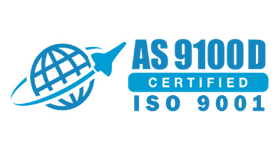 AS 9100D
CERTIFIED
ISO 9001